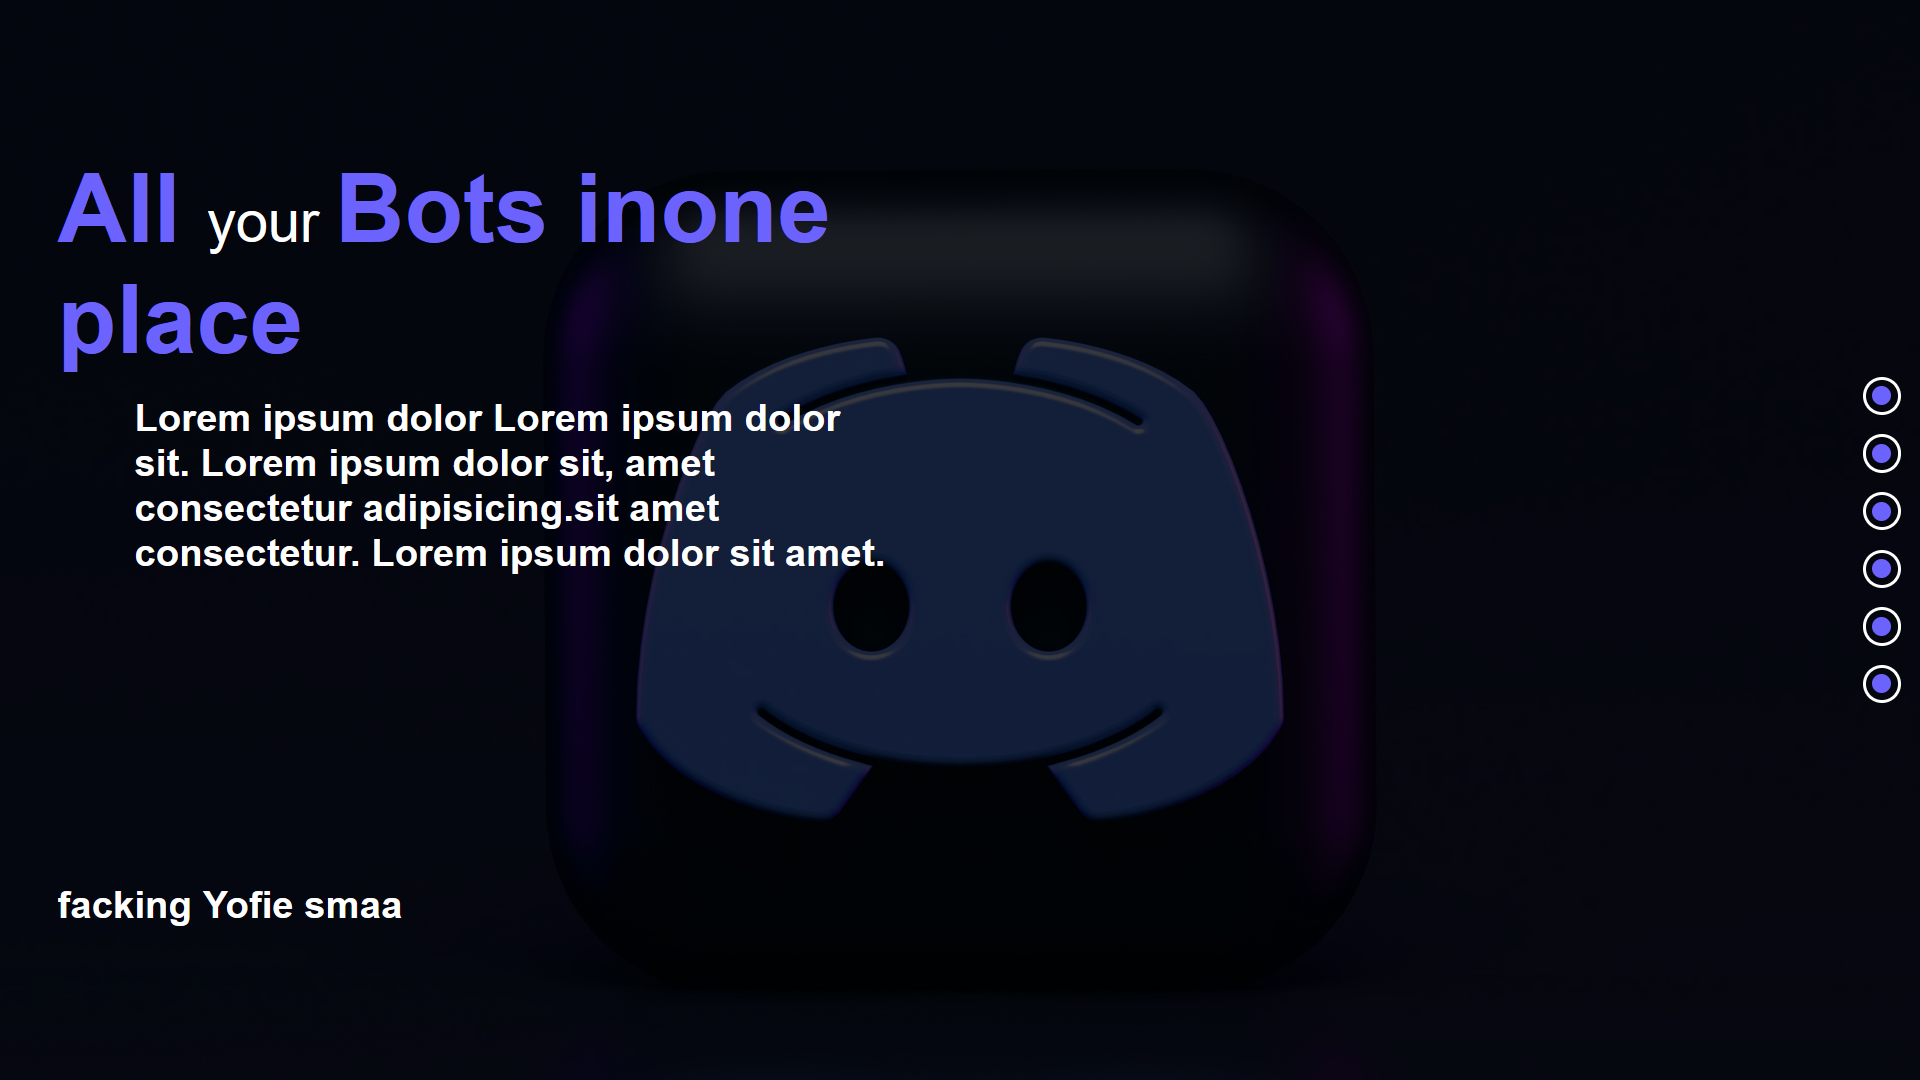 All your Bots inone
place
Lorem ipsum dolor Lorem ipsum dolor
sit. Lorem ipsum dolor sit, amet
consectetur adipisicing.sit amet
consectetur. Lorem ipsum dolor sit amet.
facking Yofie smaa